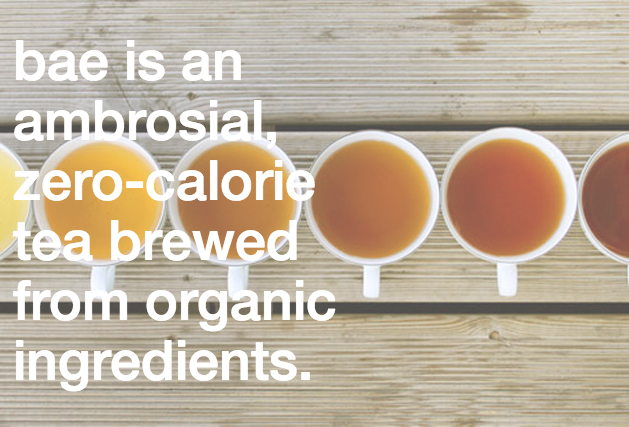 bae is an
ambrosial,
zero-calorie
tea brewed
from organic
ingredients.